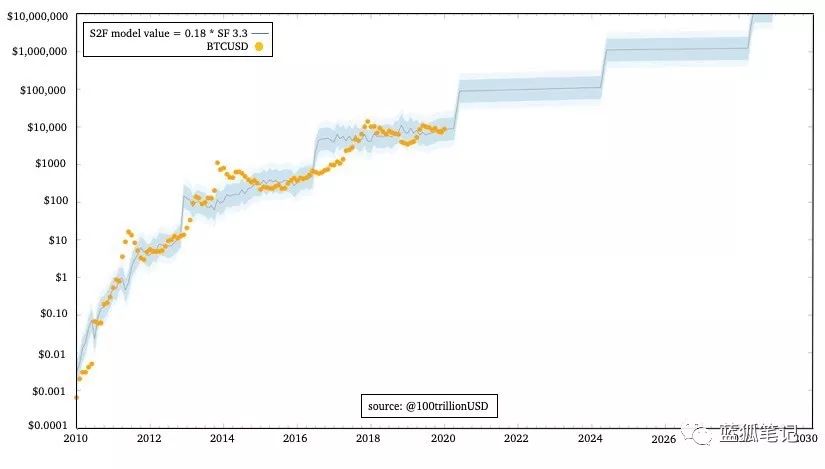 $10,000,000
$1,000,000
$100,000
$10,000
$1000
$100
$10
$1
$0.10
$0.01
$0.001
$0.0001
S2F model value = 0.18 * SF 3.3
BTCUSD
source: @100trillionUSD
2010 2012 2014 2016 2018 2020 2022 2024 2026 2030
蓝狐笔记